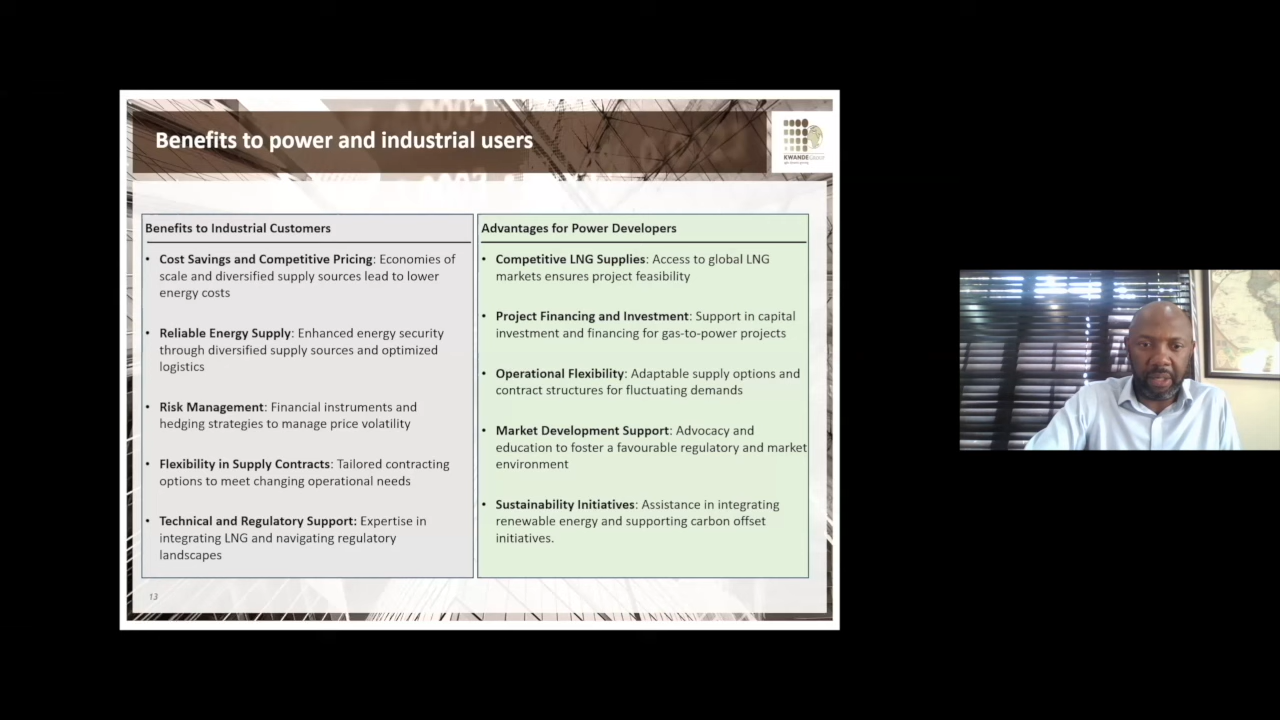 Benefits to power and industrial users
KWANDE
Benefits to Industrial Customers
• Cost Savings and Competitive Pricing: Economies of
scale and diversified supply sources lead to lower
energy costs
• Reliable Energy Supply: Enhanced energy security
through diversified supply sources and optimized
logistics
• Risk Management: Financial instruments and
hedging strategies to manage price volatility
• Flexibility in Supply Contracts: Tailored contracting
options to meet changing operational needs
• Technical and Regulatory Support: Expertise in
integrating LNG and navigating regulatory
landscapes
Advantages for Power Developers
• Competitive LNG Supplies: Access to global LNG
markets ensures project feasibility
• Project Financing and Investment: Support in capital
investment and financing for gas-to-power projects
• Operational Flexibility: Adaptable supply options and
contract structures for fluctuating demands
• Market Development Support: Advocacy and
education to foster a favourable regulatory and market
environment
• Sustainability Initiatives: Assistance in integrating
renewable energy and supporting carbon offset
initiatives.
13